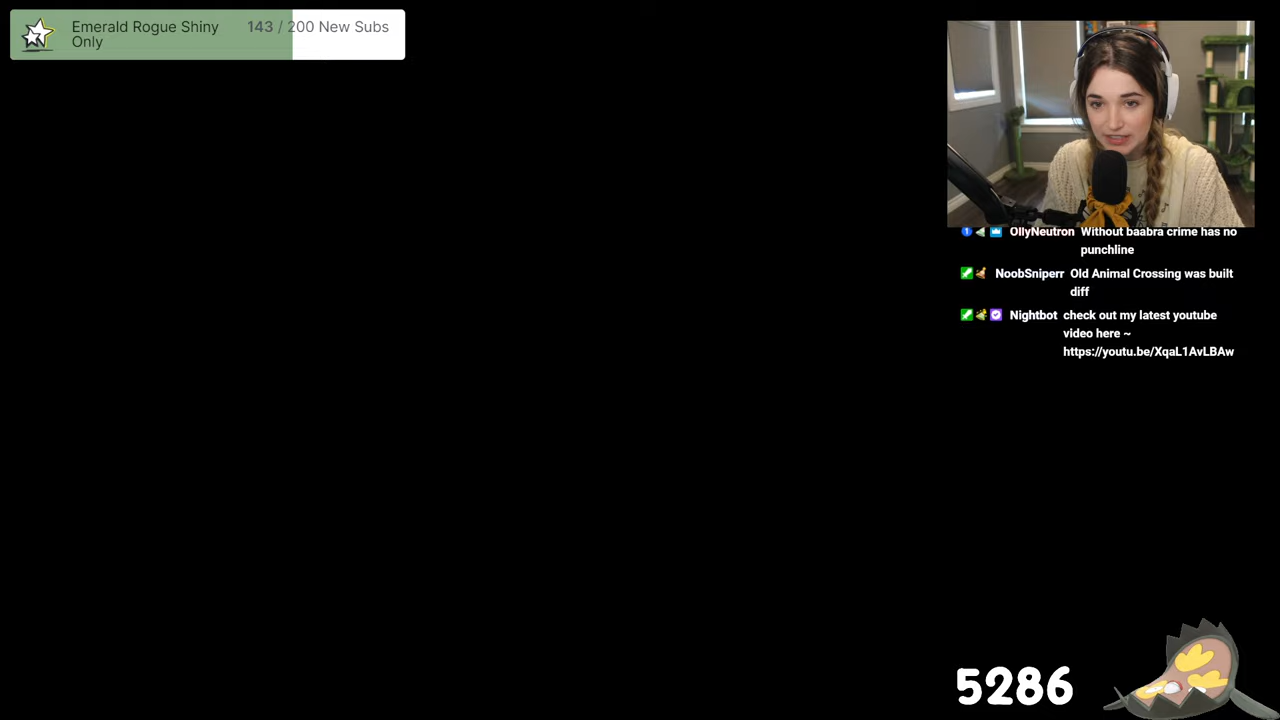 Emerald Rogue Shiny Only
143 / 200 New Subs
OllyNeutron Without baabra crime has no
punchline
NoobSniperr Old Animal Crossing was built
diff
Nightbot check out my latest youtube
video here ~
https://youtu.be/XqaL1AvLBAw
5286